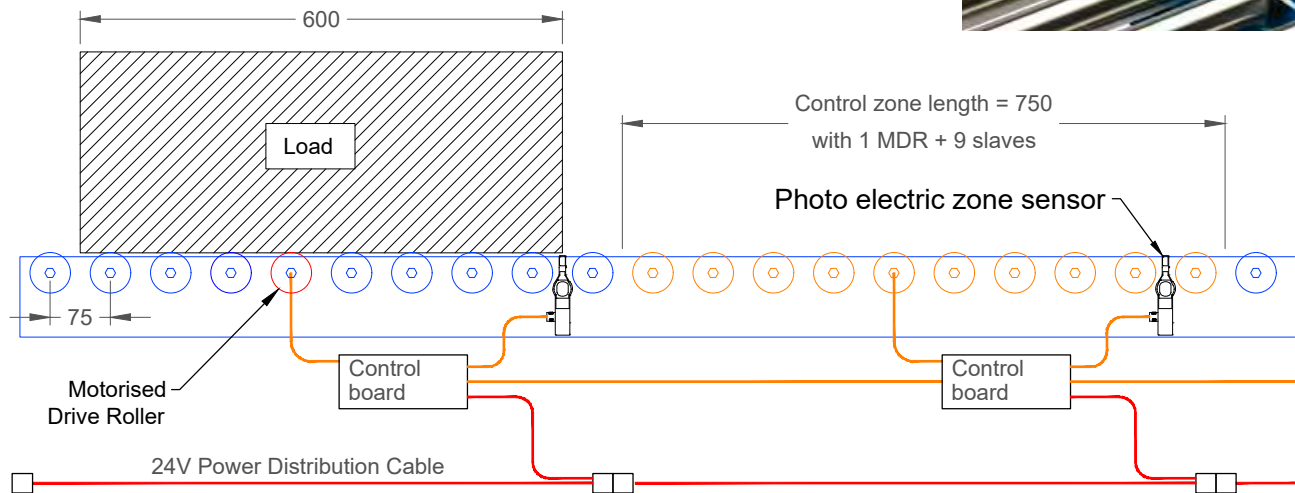 600
Load
Control zone length = 750
with 1 MDR + 9 slaves
Photo electric zone sensor
75
Motorised
Drive Roller
Control
board
Control
board
24V Power Distribution Cable